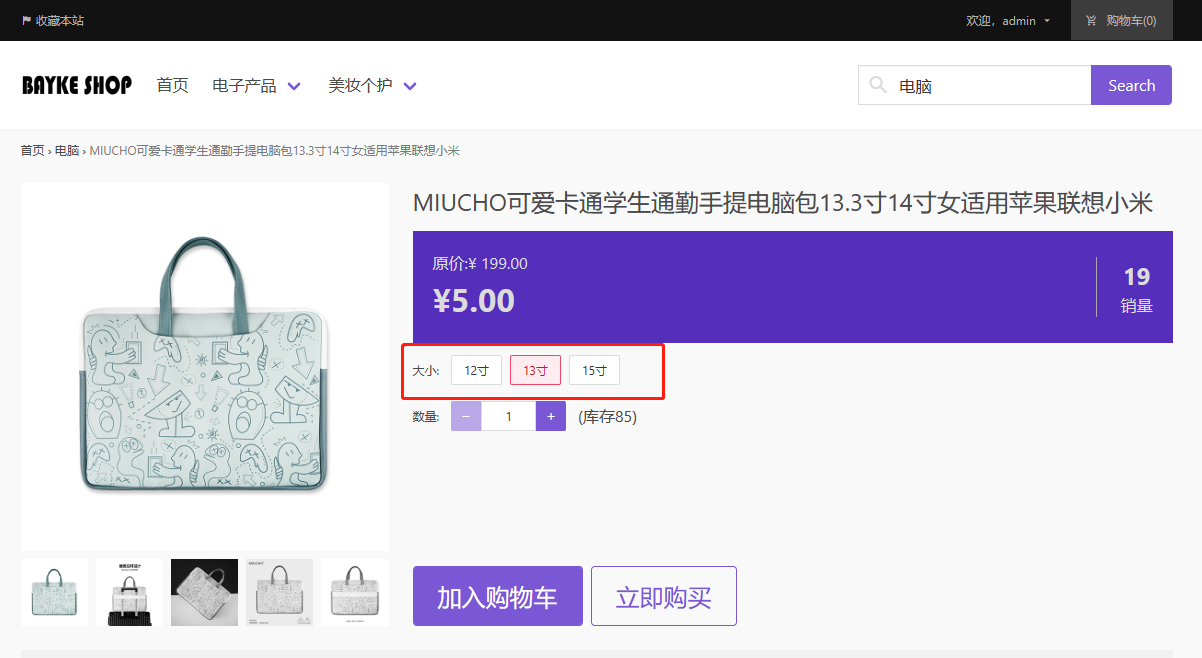 收藏本站
欢迎，admin
购物车(0)
BAYKE SHOP
首页 电子产品 美妆个护
电脑
Search
首页 › 电脑 › MIUCHO可爱卡通学生通勤手提电脑包13.3寸14寸女适用苹果联想小米
MIUCHO可爱卡通学生通勤手提电脑包13.3寸14寸女适用苹果联想小米
原价:¥ 199.00
¥5.00
19
销量
大小: 12寸 13寸 15寸
数量: − 1 + (库存85)
MIUCHO
加入购物车 立即购买